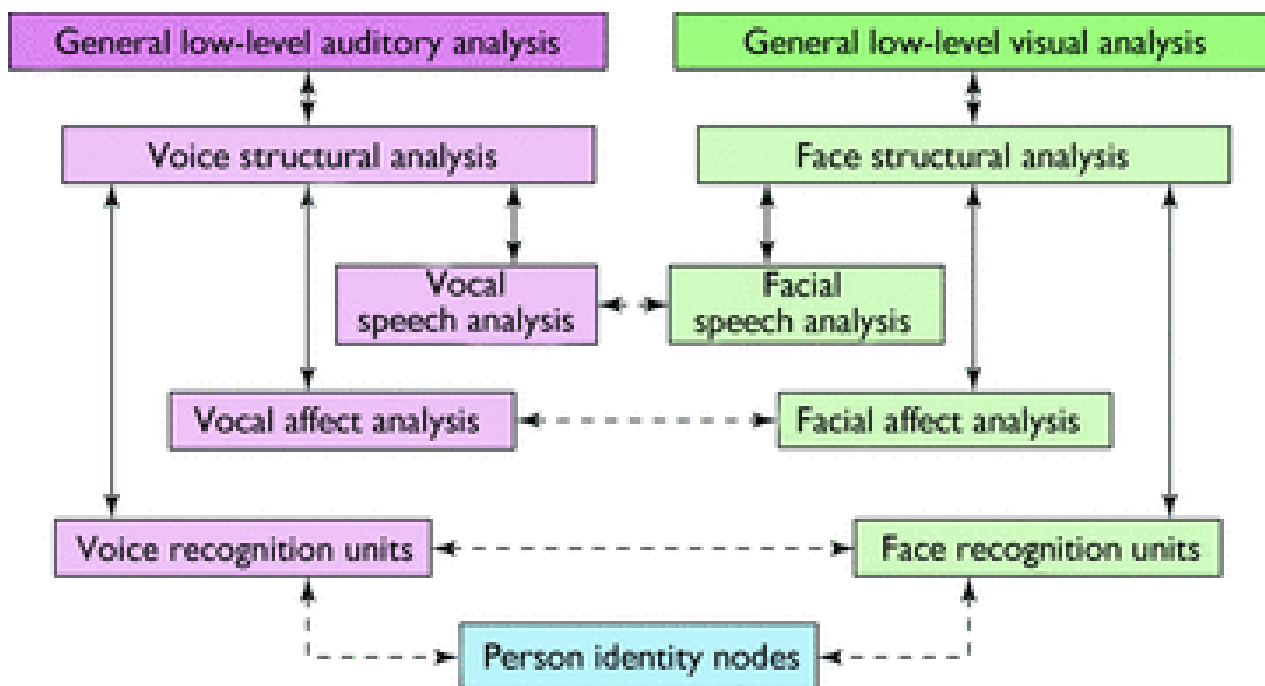 General low-level auditory analysis
General low-level visual analysis
Voice structural analysis
Face structural analysis
Vocal
speech analysis
Facial
speech analysis
Vocal affect analysis
Facial affect analysis
Voice recognition units
Face recognition units
Person identity nodes